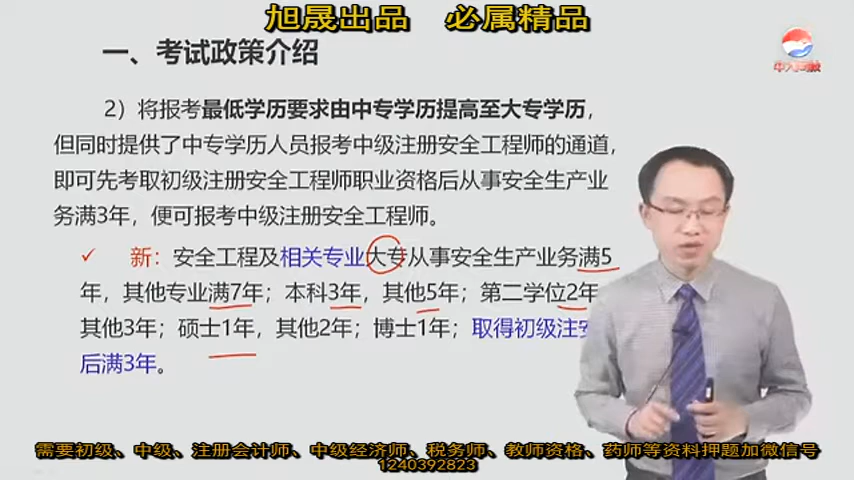 旭晟出品 必属精品
一、考试政策介绍
2）将报考最低学历要求由中专学历提高至大专学历，
但同时提供了中专学历人员报考中级注册安全工程师的通道，
即可先考取初级注册安全工程师职业资格后从事安全生产业
务满3年，便可报考中级注册安全工程师。
✓ 新：安全工程及相关专业大专从事安全生产业务满5
年，其他专业满7年；本科3年，其他5年；第二学位2年
其他3年；硕士1年，其他2年；博士1年；取得初级注安
后满3年。
需要初级、中级、注册会计师、中级经济师、税务师、教师资格、药师等资料押题加微信号
1240392823